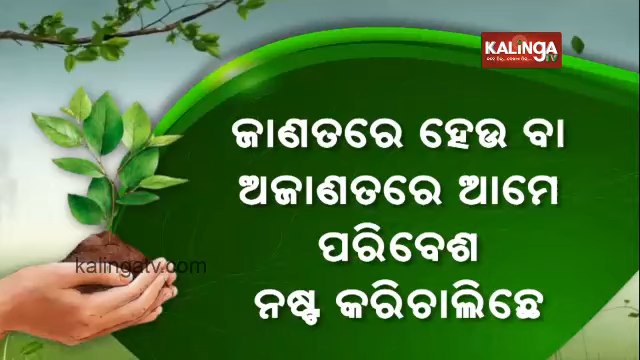 KALINGA
TV
ଜାଣତରେ ହେଉ ବା
ଅଜାଣତରେ ଆମେ
ପରିବେଶ
ନଷ୍ଟ କରିଚାଲିଛେ
kalingatv.com